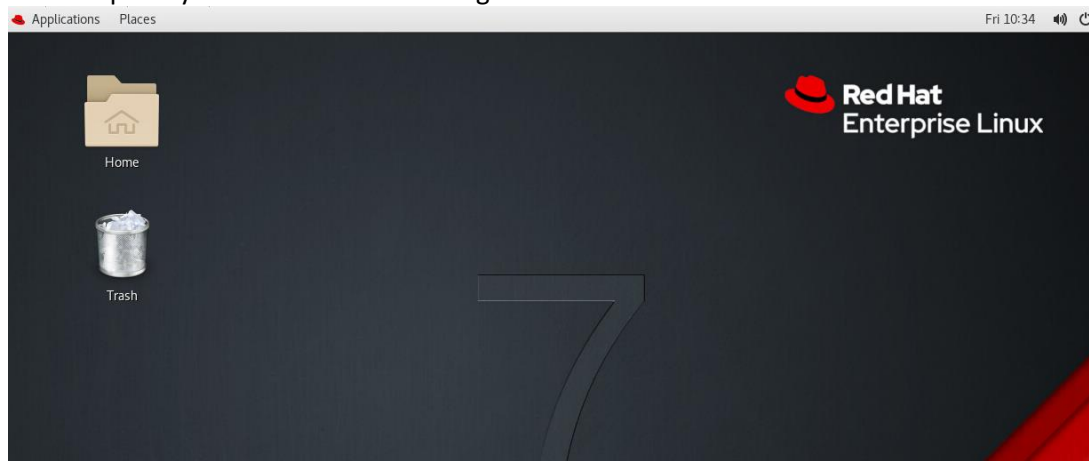 Applications Places Fri 10:34
Red Hat
Enterprise Linux
Home
Trash
7